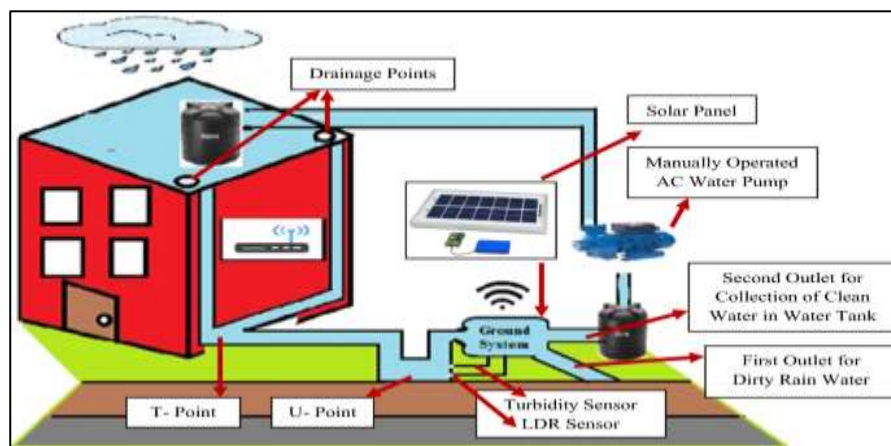 Drainage Points
Solar Panel
Manually Operated
AC Water Pump
Second Outlet for
Collection of Clean
Water in Water Tank
Ground
System
First Outlet for
Dirty Rain Water
T- Point
U- Point
Turbidity Sensor
LDR Sensor